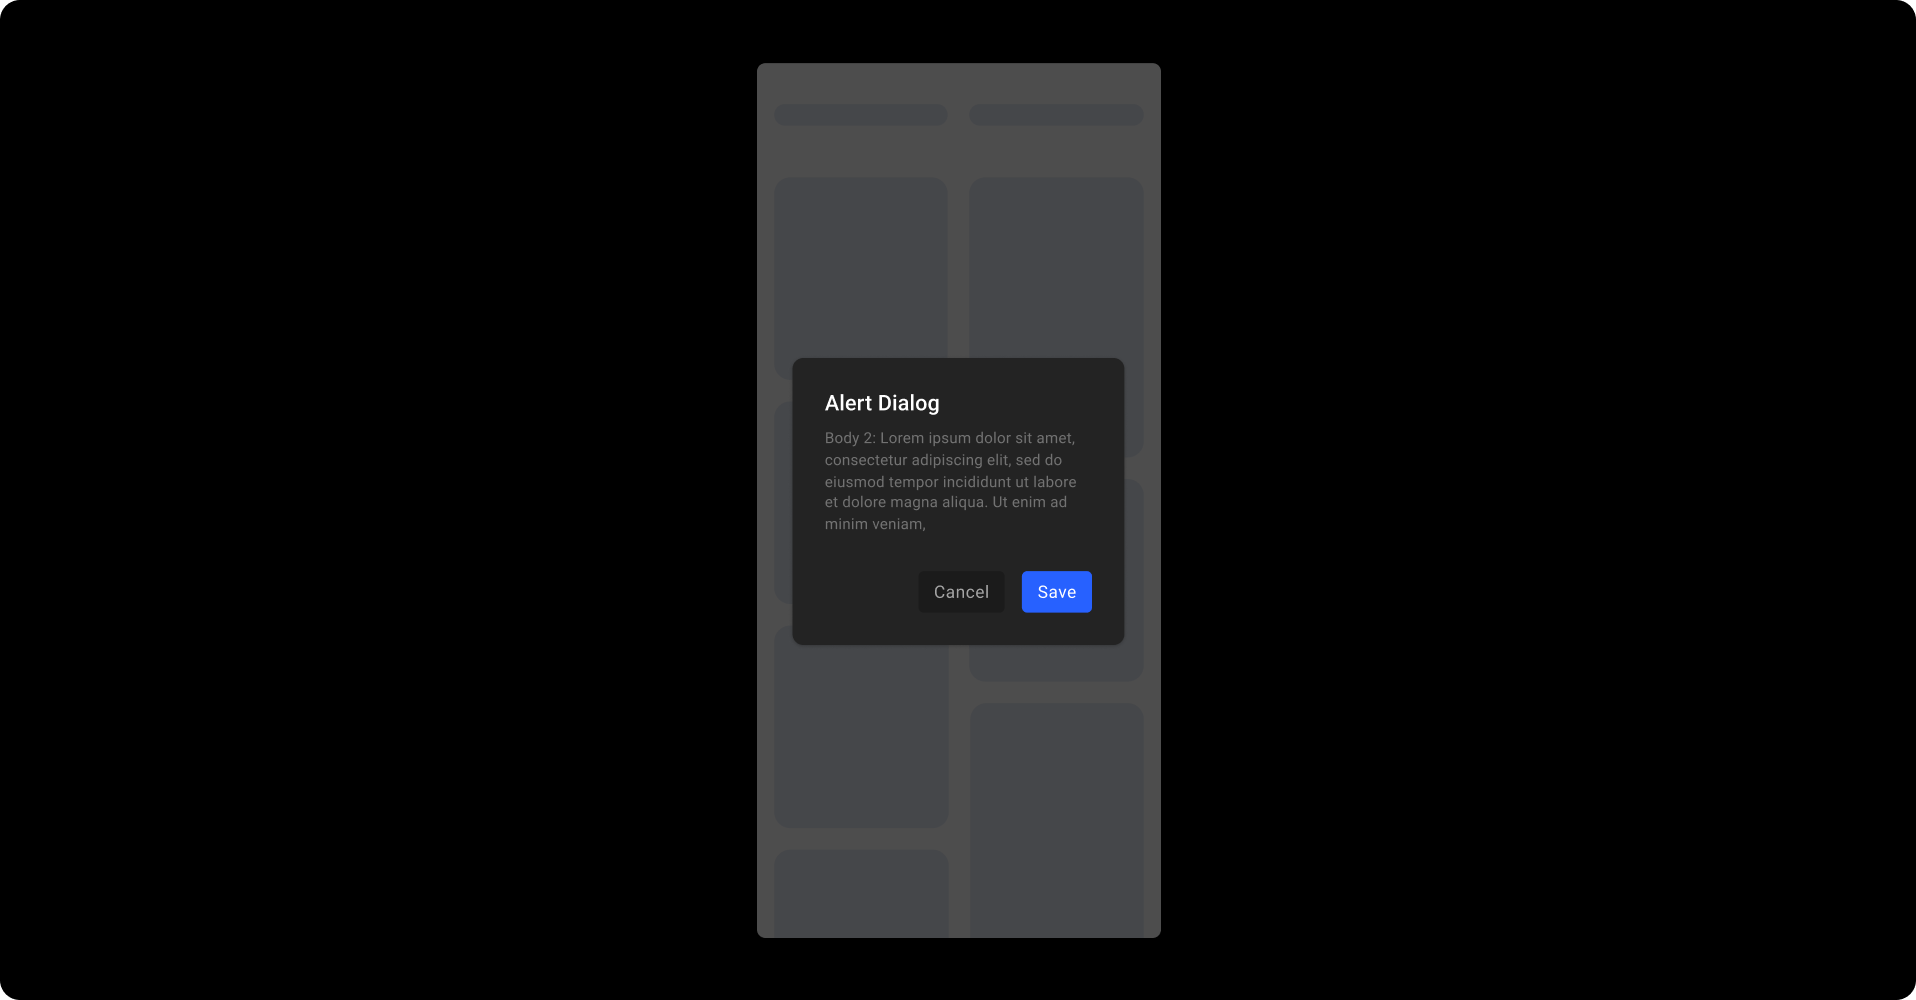 Alert Dialog
Body 2: Lorem ipsum dolor sit amet,
consectetur adipiscing elit, sed do
eiusmod tempor incididunt ut labore
et dolore magna aliqua. Ut enim ad
minim veniam,
Cancel
Save